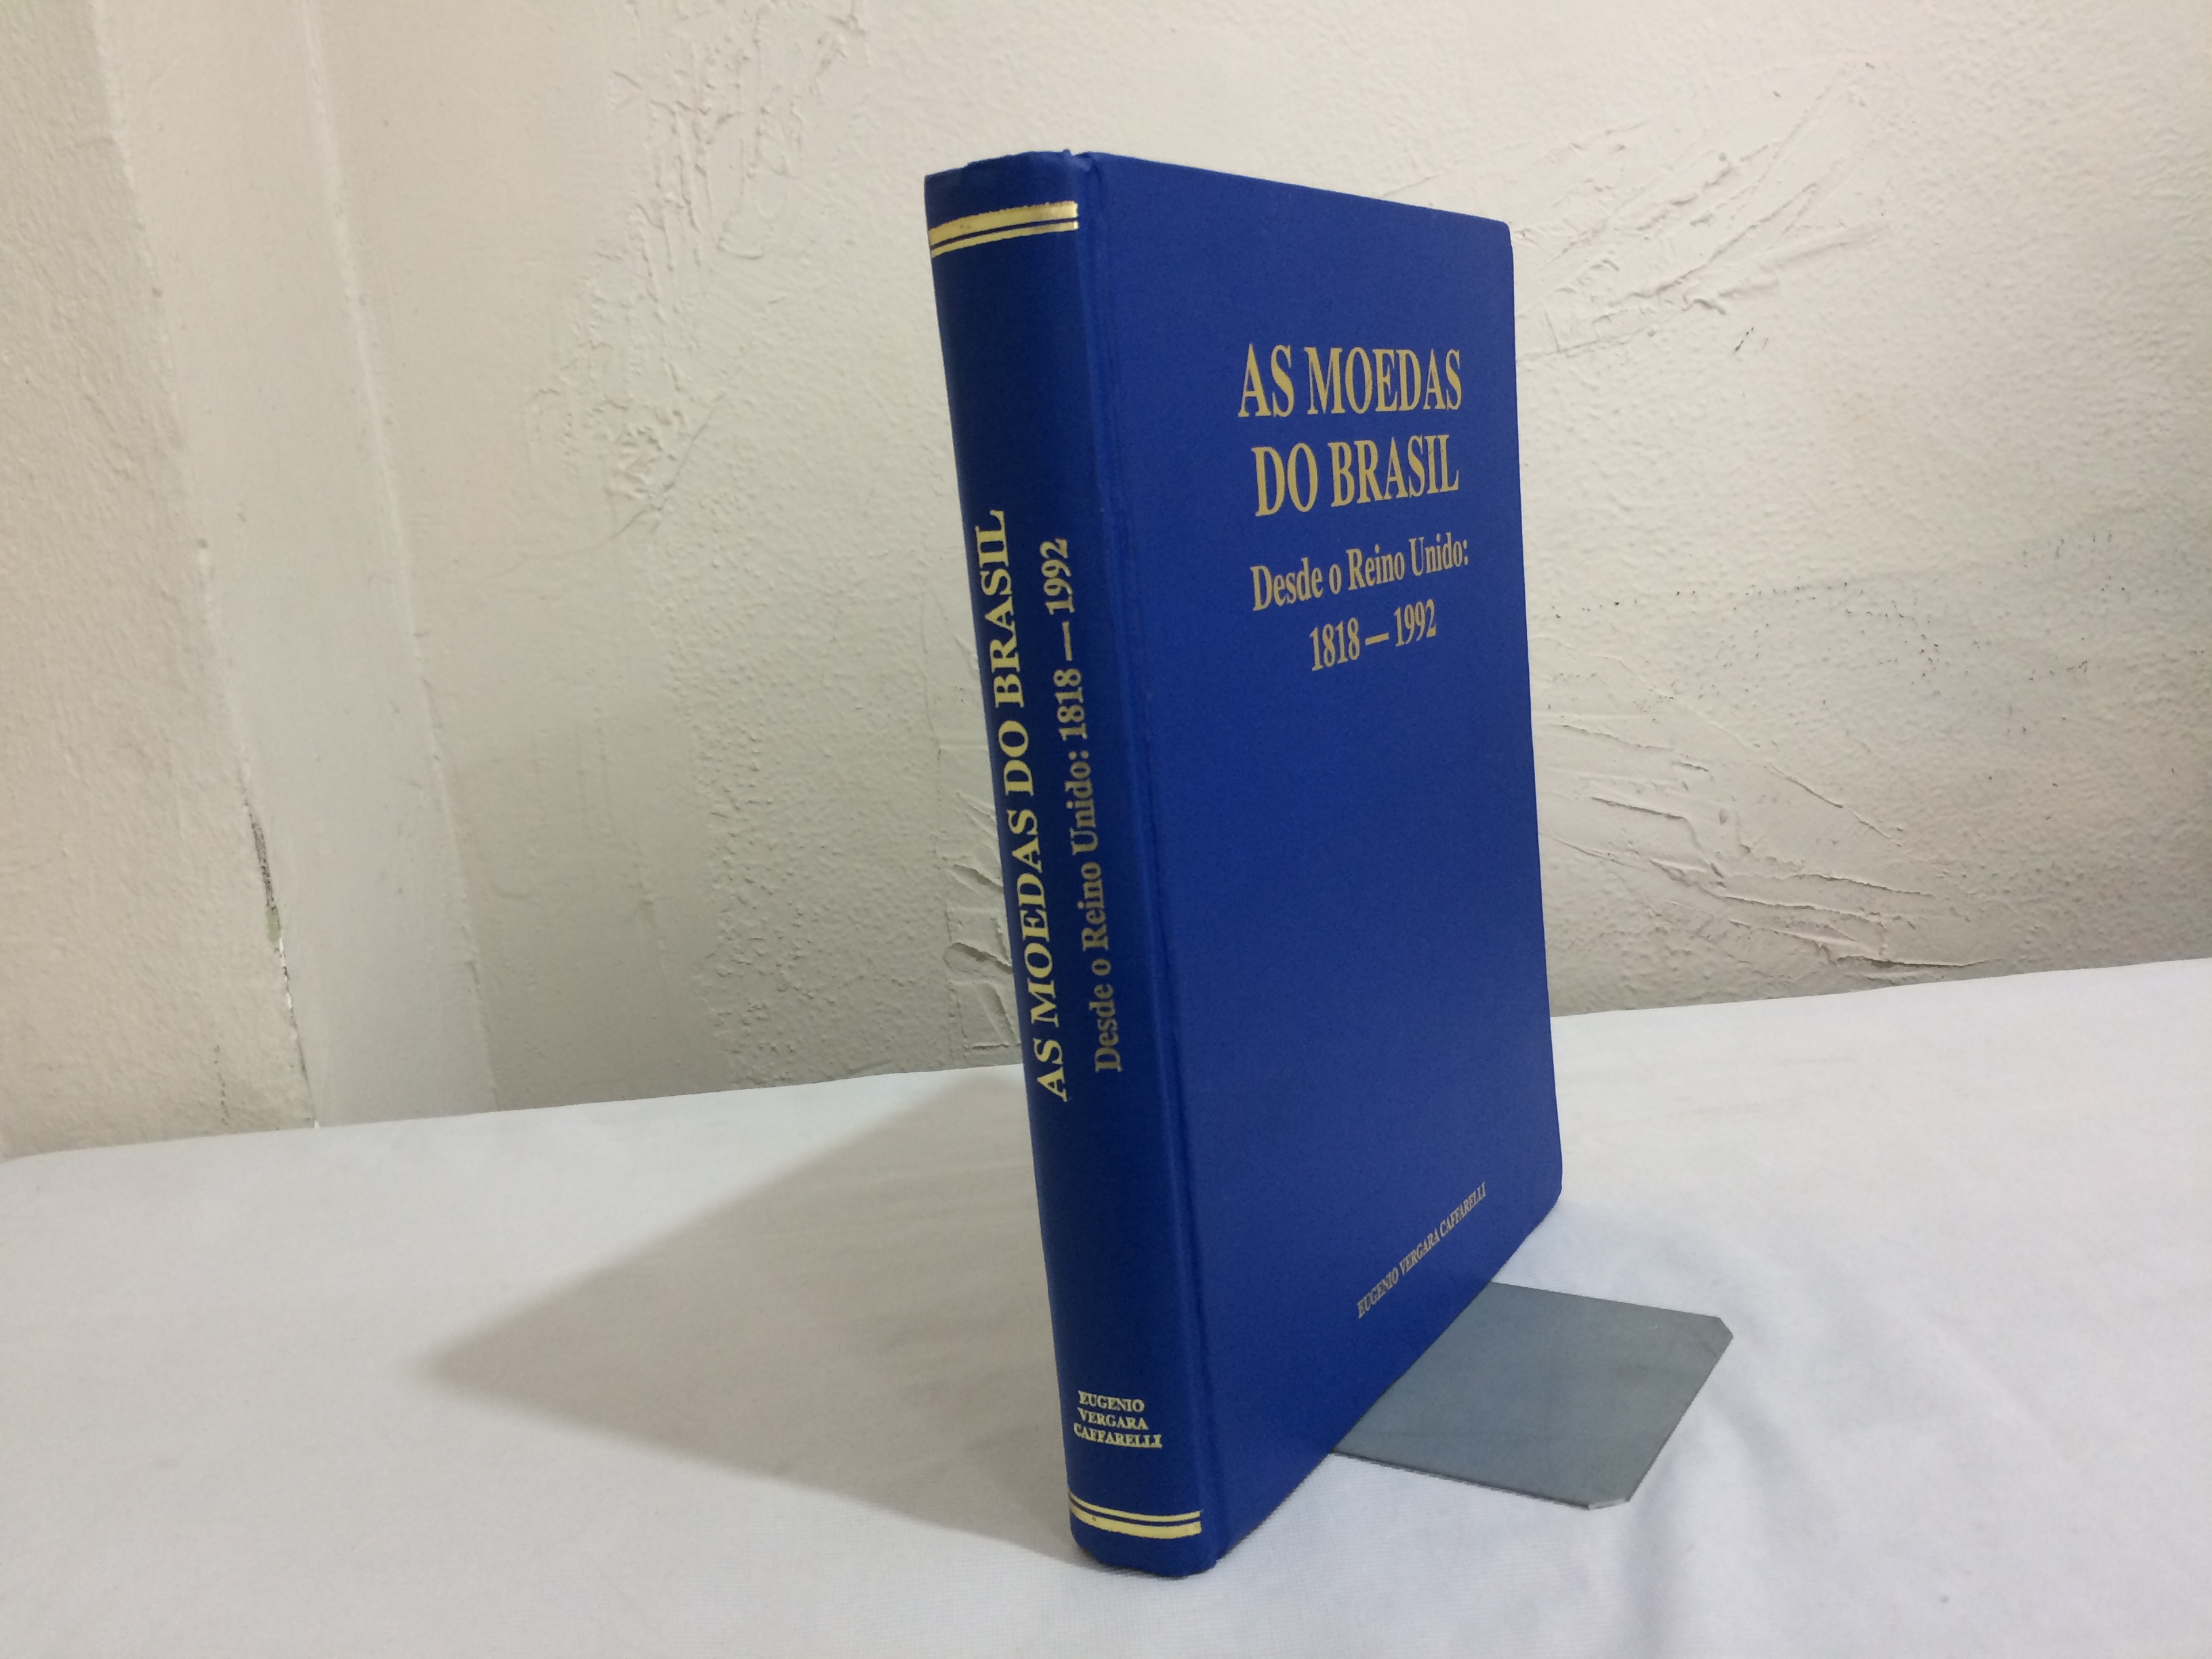 AS MOEDAS DO BRASIL
Desde o Reino Unido: 1818 — 1992
EUGENIO
VERGARA
CAFFARELLI
AS MOEDAS
DO BRASIL
Desde o Reino Unido:
1818 — 1992
EUGENIO VERGARA CAFFARELLI